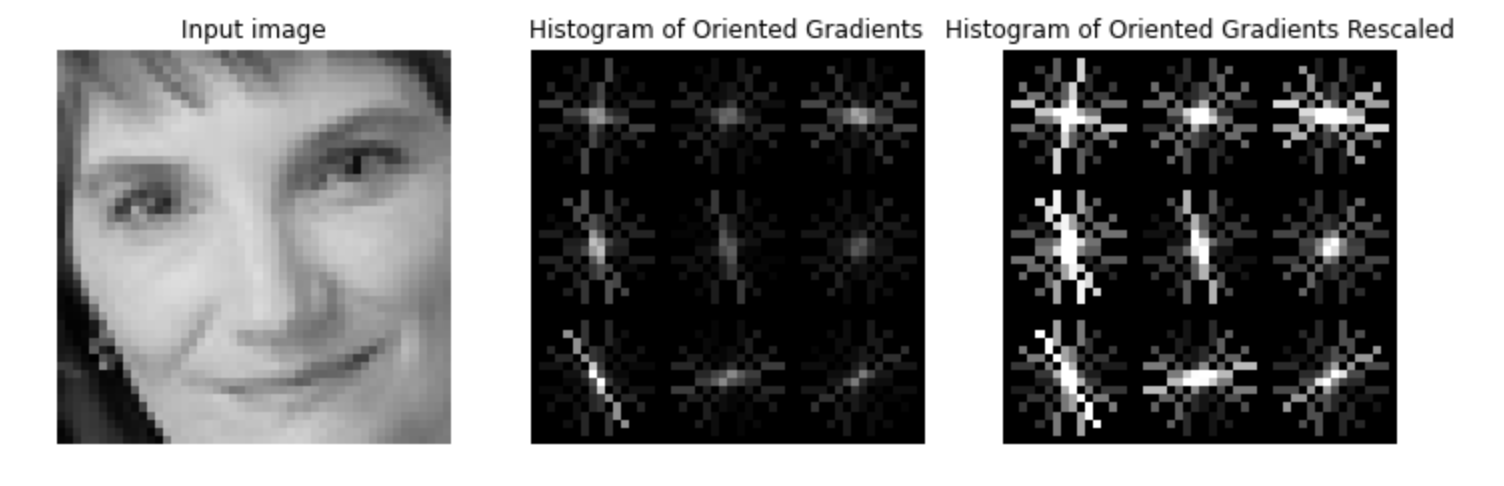 Input image
Histogram of Oriented Gradients
Histogram of Oriented Gradients Rescaled